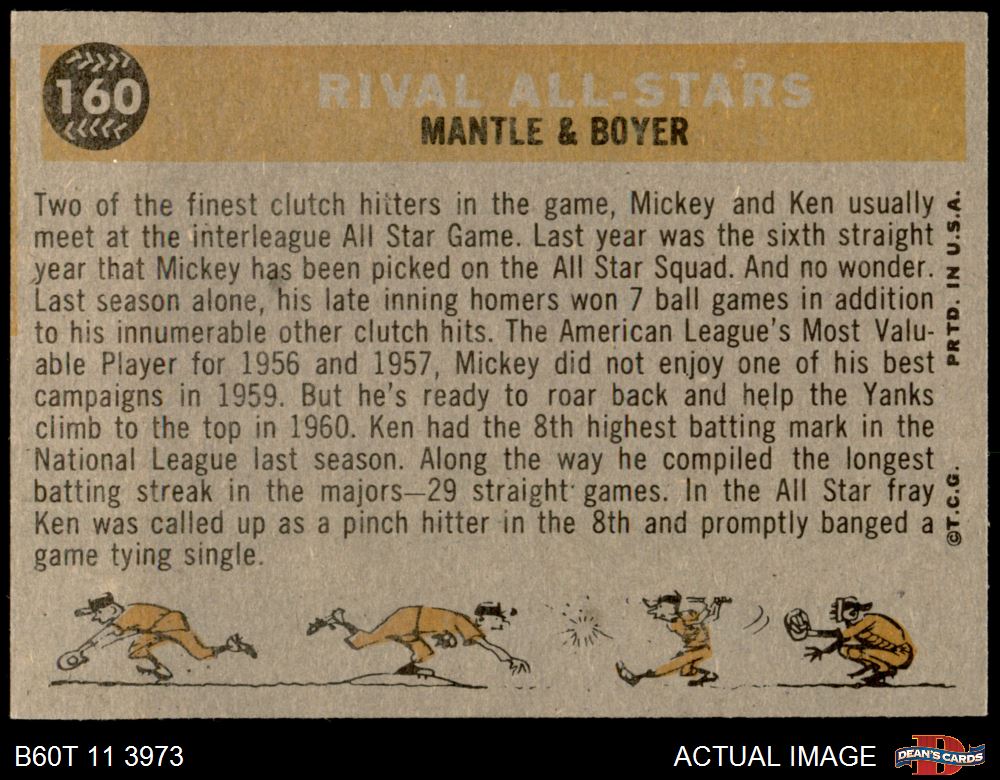 160
RIVAL ALL-STARS
MANTLE & BOYER
Two of the finest clutch hitters in the game, Mickey and Ken usually
meet at the interleague All Star Game. Last year was the sixth straight
year that Mickey has been picked on the All Star Squad. And no wonder.
Last season alone, his late inning homers won 7 ball games in addition
to his innumerable other clutch hits. The American League's Most Valu-
able Player for 1956 and 1957, Mickey did not enjoy one of his best
campaigns in 1959. But he's ready to roar back and help the Yanks
climb to the top in 1960. Ken had the 8th highest batting mark in the
National League last season. Along the way he compiled the longest
batting streak in the majors—29 straight games. In the All Star fray
Ken was called up as a pinch hitter in the 8th and promptly banged a
game tying single.
©T.C.G. PRTD. IN U.S.A.
B60T 11 3973
ACTUAL IMAGE
DEAN'S CARDS